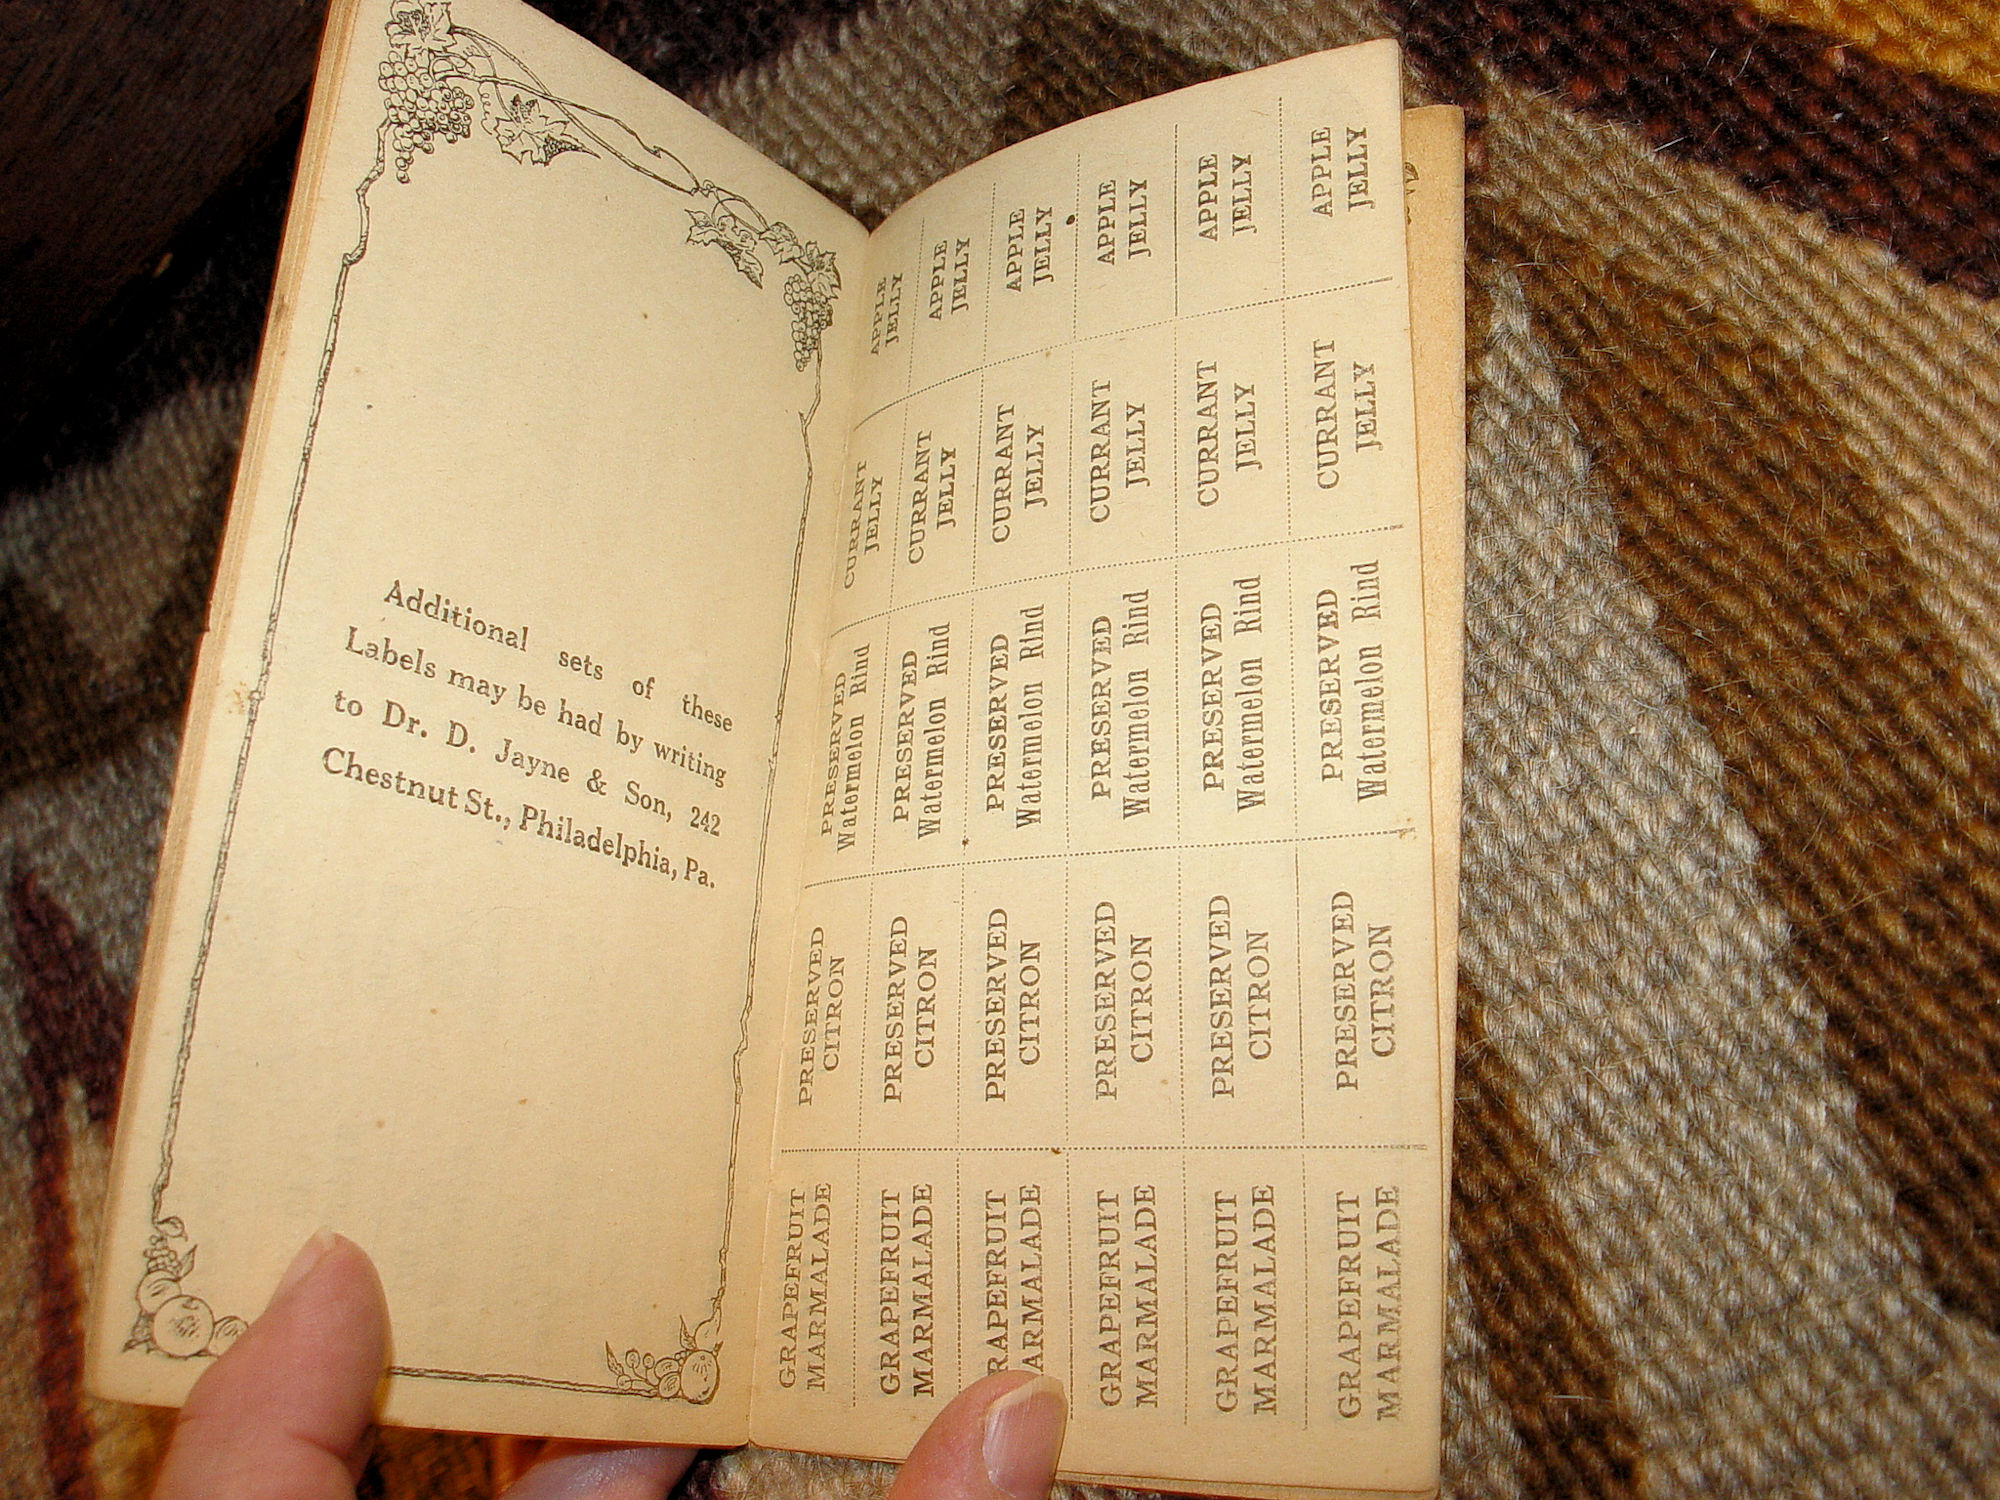 Additional sets of these
Labels may be had by writing
to Dr. D. Jayne & Son, 242
Chestnut St., Philadelphia, Pa.
GRAPEFRUIT
MARMALADE
PRESERVED
CITRON
PRESERVED
Watermelon Rind
CURRANT
JELLY
APPLE
JELLY
GRAPEFRUIT
MARMALADE
PRESERVED
CITRON
PRESERVED
Watermelon Rind
CURRANT
JELLY
APPLE
JELLY
RAPEFRUIT
ARMALADE
PRESERVED
CITRON
PRESERVED
Watermelon Rind
CURRANT
JELLY
APPLE
JELLY
GRAPEFRUIT
MARMALADE
PRESERVED
CITRON
PRESERVED
Watermelon Rind
CURRANT
JELLY
APPLE
JELLY
GRAPEFRUIT
MARMALADE
PRESERVED
CITRON
PRESERVED
Watermelon Rind
CURRANT
JELLY
APPLE
JELLY
GRAPEFRUIT
MARMALADE
PRESERVED
CITRON
PRESERVED
Watermelon Rind
CURRANT
JELLY
APPLE
JELLY